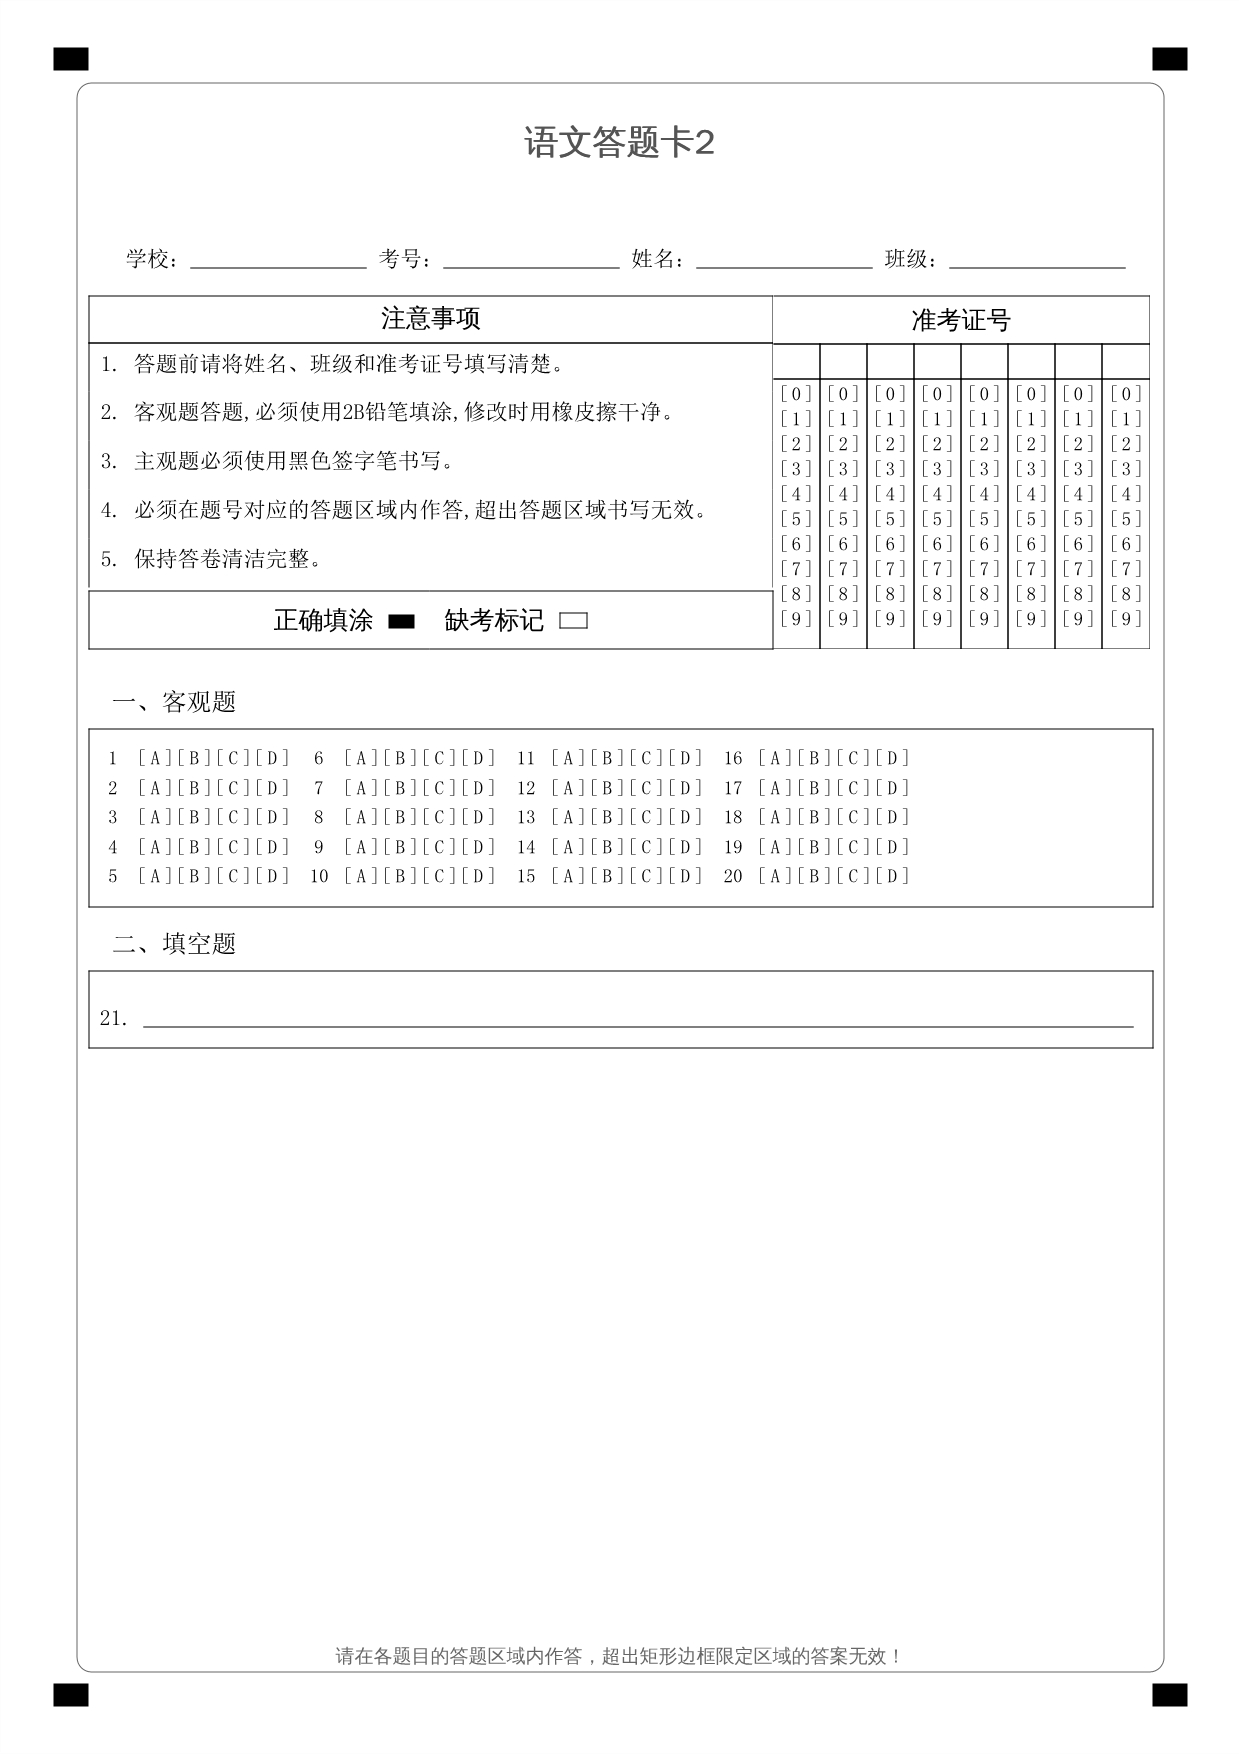 语文答题卡2
学校: 考号: 姓名: 班级:
注意事项
1. 答题前请将姓名、班级和准考证号填写清楚。
2. 客观题答题,必须使用2B铅笔填涂,修改时用橡皮擦干净。
3. 主观题必须使用黑色签字笔书写。
4. 必须在题号对应的答题区域内作答,超出答题区域书写无效。
5. 保持答卷清洁完整。
正确填涂 缺考标记
准考证号
[0] [0] [0] [0] [0] [0] [0] [0]
[1] [1] [1] [1] [1] [1] [1] [1]
[2] [2] [2] [2] [2] [2] [2] [2]
[3] [3] [3] [3] [3] [3] [3] [3]
[4] [4] [4] [4] [4] [4] [4] [4]
[5] [5] [5] [5] [5] [5] [5] [5]
[6] [6] [6] [6] [6] [6] [6] [6]
[7] [7] [7] [7] [7] [7] [7] [7]
[8] [8] [8] [8] [8] [8] [8] [8]
[9] [9] [9] [9] [9] [9] [9] [9]
一、客观题
1 [A][B][C][D] 6 [A][B][C][D] 11 [A][B][C][D] 16 [A][B][C][D]
2 [A][B][C][D] 7 [A][B][C][D] 12 [A][B][C][D] 17 [A][B][C][D]
3 [A][B][C][D] 8 [A][B][C][D] 13 [A][B][C][D] 18 [A][B][C][D]
4 [A][B][C][D] 9 [A][B][C][D] 14 [A][B][C][D] 19 [A][B][C][D]
5 [A][B][C][D] 10 [A][B][C][D] 15 [A][B][C][D] 20 [A][B][C][D]
二、填空题
21.
请在各题目的答题区域内作答，超出矩形边框限定区域的答案无效！